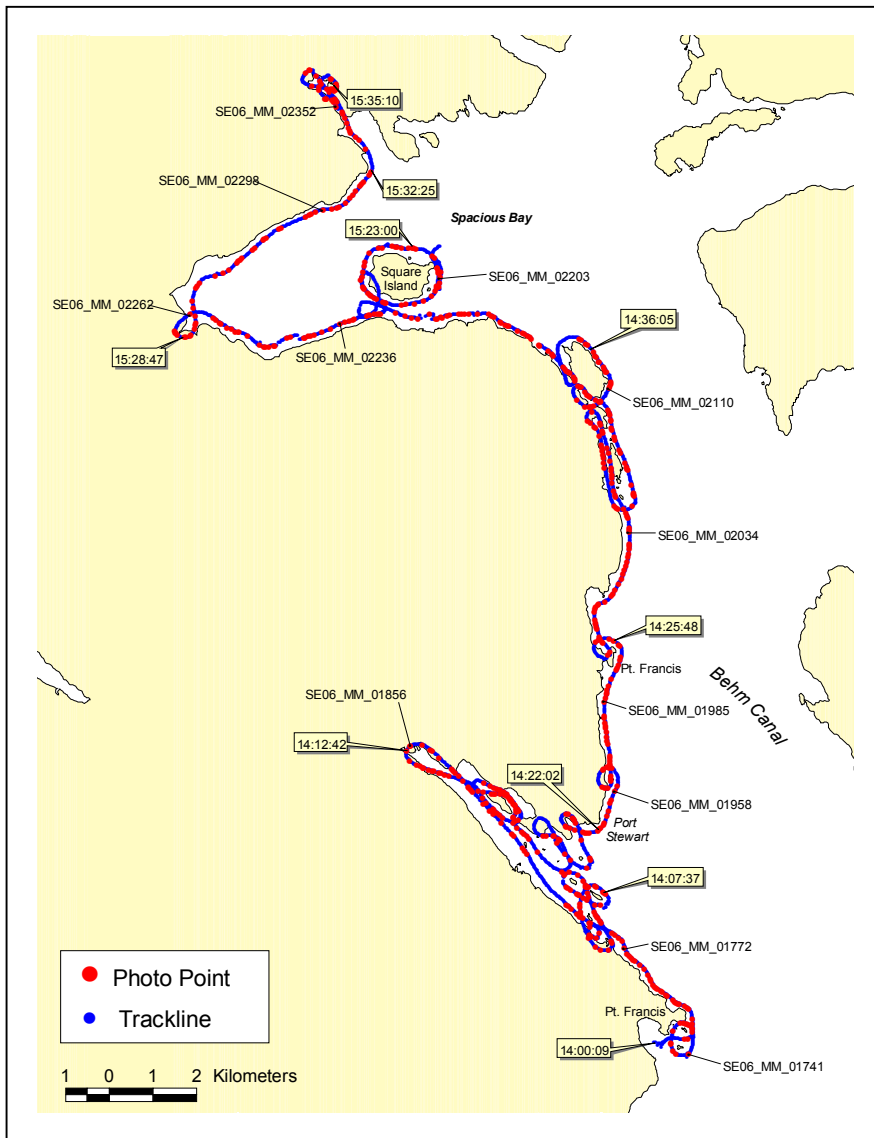 15:35:10
SE06_MM_02352
SE06_MM_02298
15:32:25
Spacious Bay
15:23:00
Square
Island
SE06_MM_02203
SE06_MM_02262
14:36:05
15:28:47
SE06_MM_02236
SE06_MM_02110
SE06_MM_02034
14:25:48
Pt. Francis
Behm Canal
SE06_MM_01856
SE06_MM_01985
14:12:42
14:22:02
SE06_MM_01958
Port
Stewart
14:07:37
SE06_MM_01772
Photo Point
Trackline
Pt. Francis
14:00:09
SE06_MM_01741
1 0 1 2 Kilometers